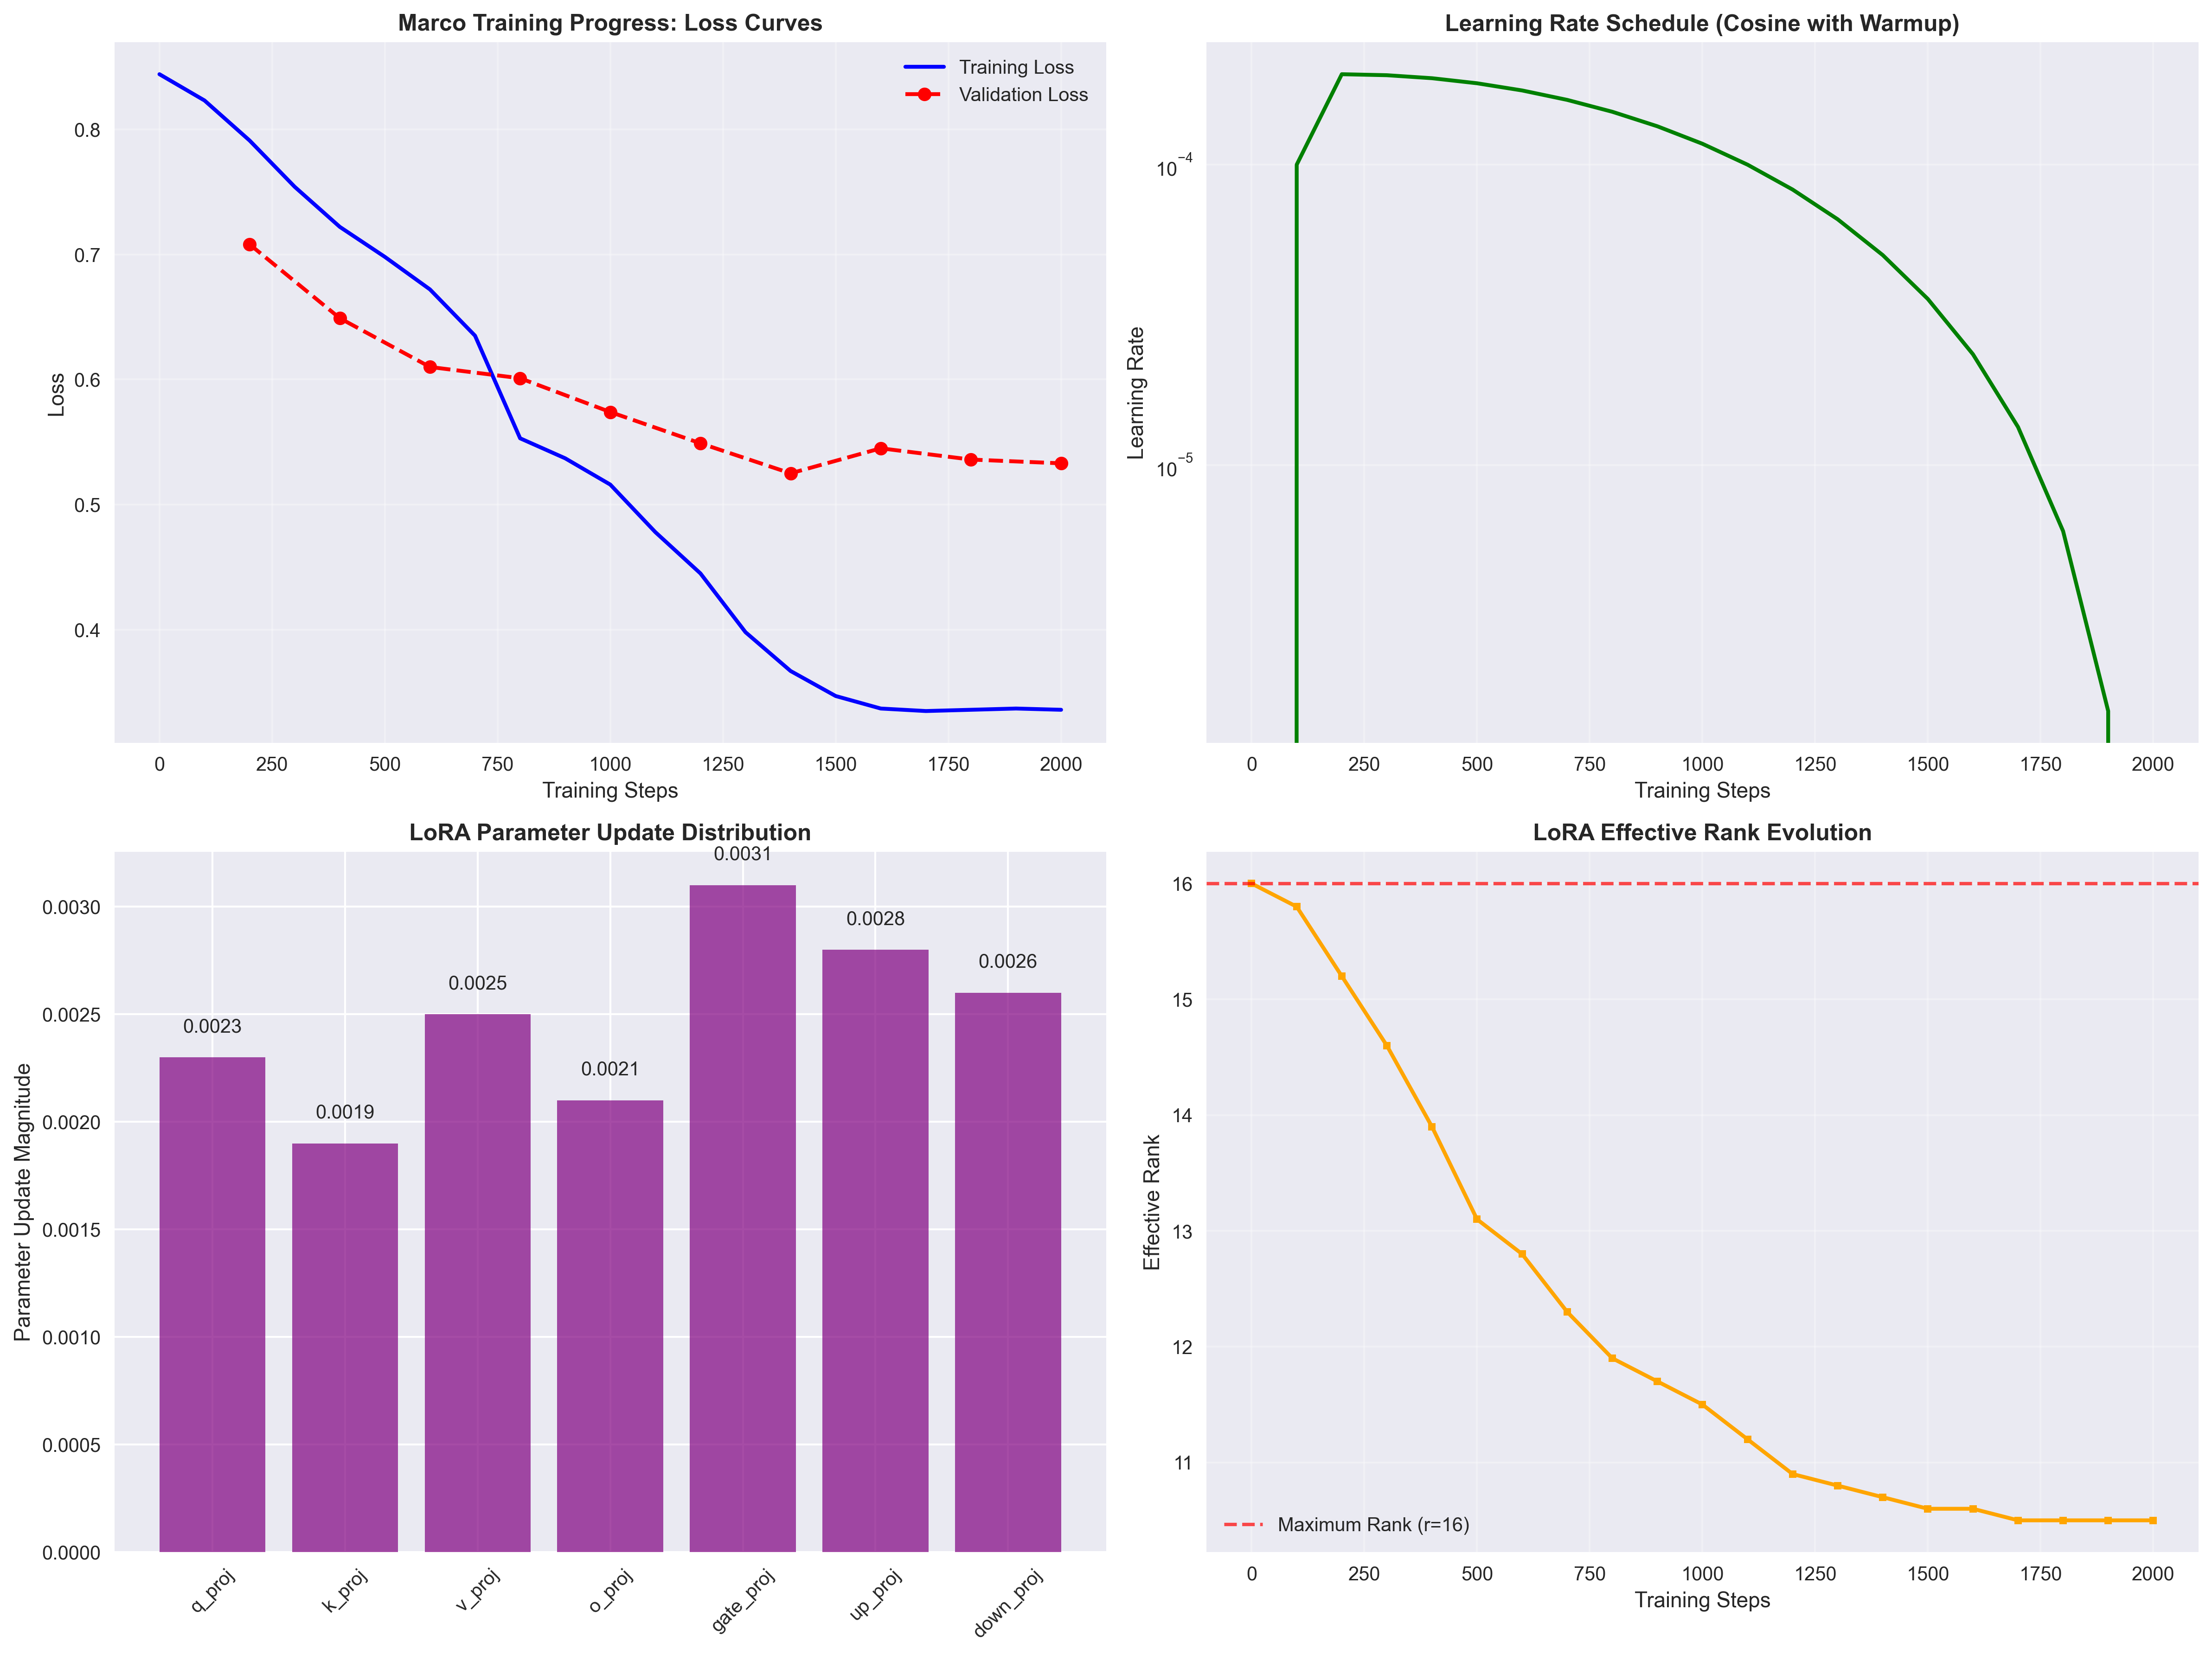 Marco Training Progress: Loss Curves
Training Loss
Validation Loss
Loss
0.8
0.7
0.6
0.5
0.4
0 250 500 750 1000 1250 1500 1750 2000
Training Steps
Learning Rate Schedule (Cosine with Warmup)
Learning Rate
10⁻⁴
10⁻⁵
0 250 500 750 1000 1250 1500 1750 2000
Training Steps
LoRA Parameter Update Distribution
Parameter Update Magnitude
0.0030
0.0025
0.0020
0.0015
0.0010
0.0005
0.0000
0.0023
0.0019
0.0025
0.0021
0.0031
0.0028
0.0026
q_proj
k_proj
v_proj
o_proj
gate_proj
up_proj
down_proj
LoRA Effective Rank Evolution
Effective Rank
16
15
14
13
12
11
Maximum Rank (r=16)
0 250 500 750 1000 1250 1500 1750 2000
Training Steps